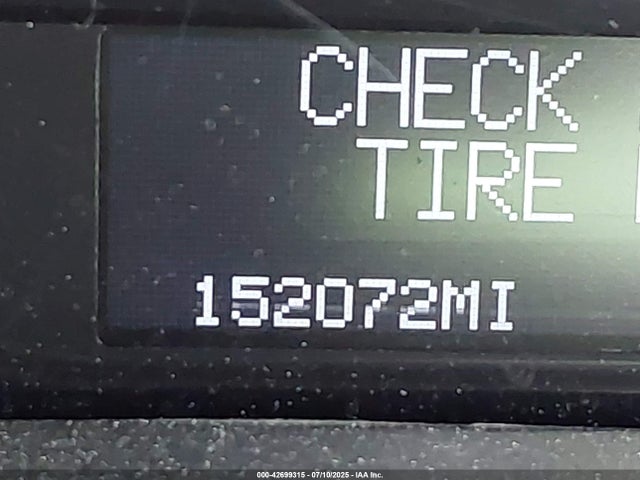 CHECK
TIRE
152072MI
000-42699315 - 07/10/2025 - IAA Inc.